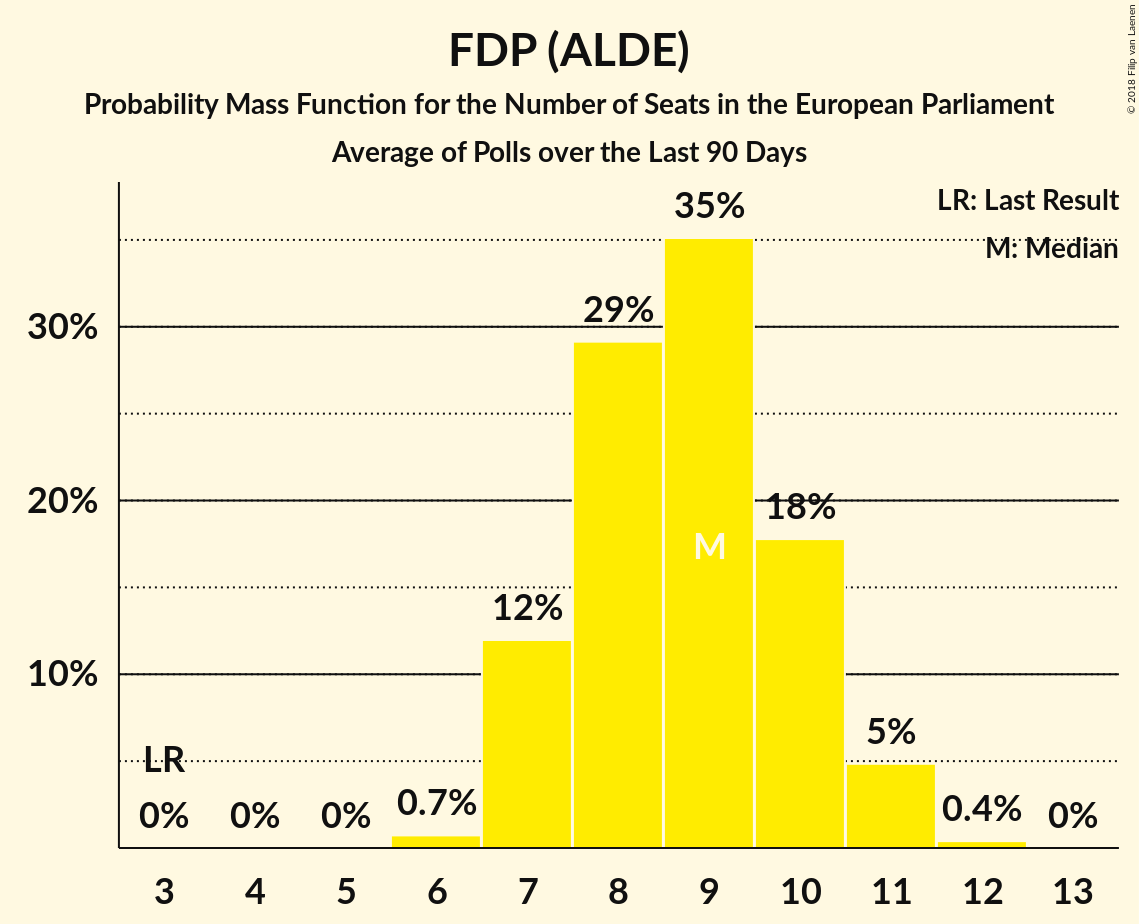 FDP (ALDE)
Probability Mass Function for the Number of Seats in the European Parliament
Average of Polls over the Last 90 Days
© 2018 Filip van Laenen
LR: Last Result
M: Median
35%
29%
30%
20%
18%
M
12%
10%
5%
LR
0%
0%
0%
0.7%
0.4%
0%
3 4 5 6 7 8 9 10 11 12 13